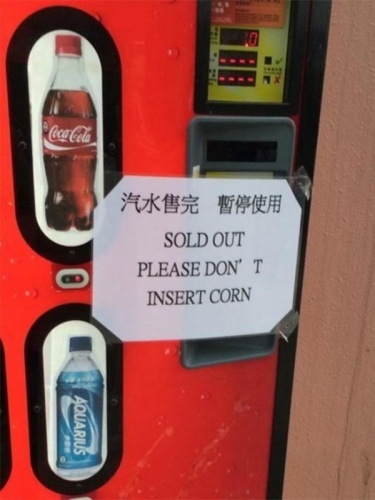 Coca-Cola
汽水售完 暫停使用
SOLD OUT
PLEASE DON'T
INSERT CORN
AQUARIUS